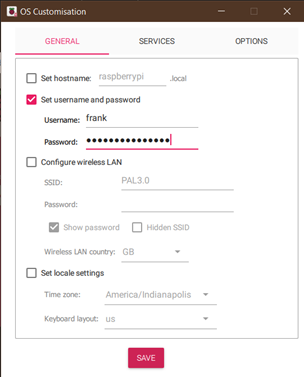 OS Customisation
GENERAL SERVICES OPTIONS
Set hostname: raspberrypi .local
Set username and password
Username: frank
Password: •••••••••••••••
Configure wireless LAN
SSID: PAL3.0
Password:
Show password Hidden SSID
Wireless LAN country: GB
Set locale settings
Time zone: America/Indianapolis
Keyboard layout: us
SAVE